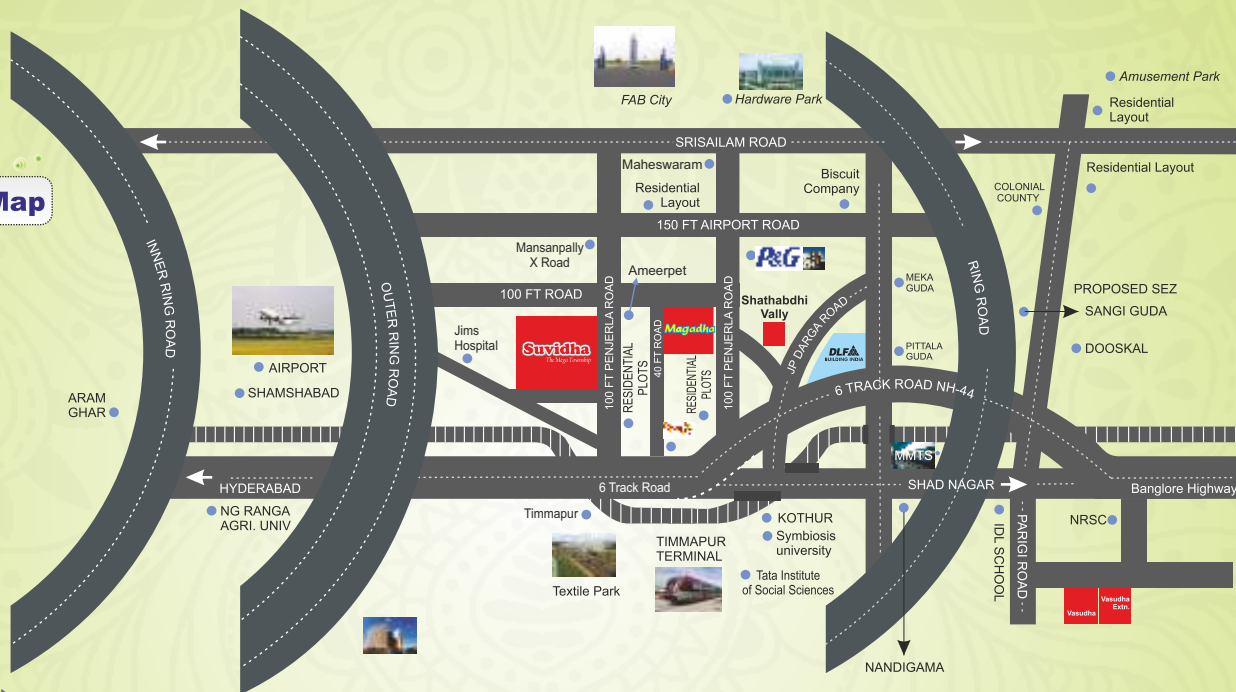 Map
FAB City
Hardware Park
Amusement Park
Residential
Layout
SRISAILAM ROAD
Maheswaram
Residential
Layout
Biscuit
Company
Residential Layout
COLONIAL
COUNTY
150 FT AIRPORT ROAD
Mansanpally
X Road
Ameerpet
P&G
MEKA
GUDA
INNER RING ROAD
OUTER RING ROAD
RING ROAD
100 FT ROAD
100 FT PENJERLA ROAD
100 FT PENJERLA ROAD
Shathabdhi
Vally
JP DARGA ROAD
PROPOSED SEZ
SANGI GUDA
Jims
Hospital
Suvidha
The Mega Township
Magadha
40 FT ROAD
RESIDENTIAL
PLOTS
RESIDENTIAL
PLOTS
DLF
BUILDING INDIA
PITTALA
GUDA
DOOSKAL
AIRPORT
SHAMSHABAD
ARAM
GHAR
6 TRACK ROAD NH-44
MMTS
HYDERABAD
6 Track Road
SHAD NAGAR
Banglore Highway
NG RANGA
AGRI. UNIV
Timmapur
KOTHUR
Symbiosis
university
IDL SCHOOL
PARIGI ROAD
NRSC
TIMMAPUR
TERMINAL
Textile Park
Tata Institute
of Social Sciences
Vasudha
Vasudha
Extn.
NANDIGAMA